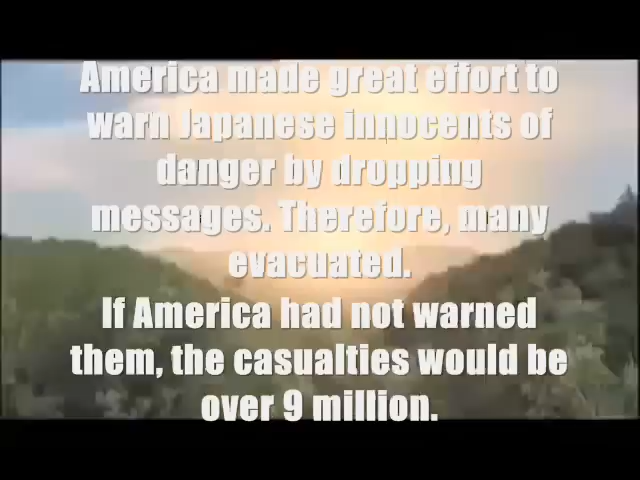 America made great effort to
warn Japanese innocents of
danger by dropping
messages. Therefore, many
evacuated.
If America had not warned
them, the casualties would be
over 9 million.